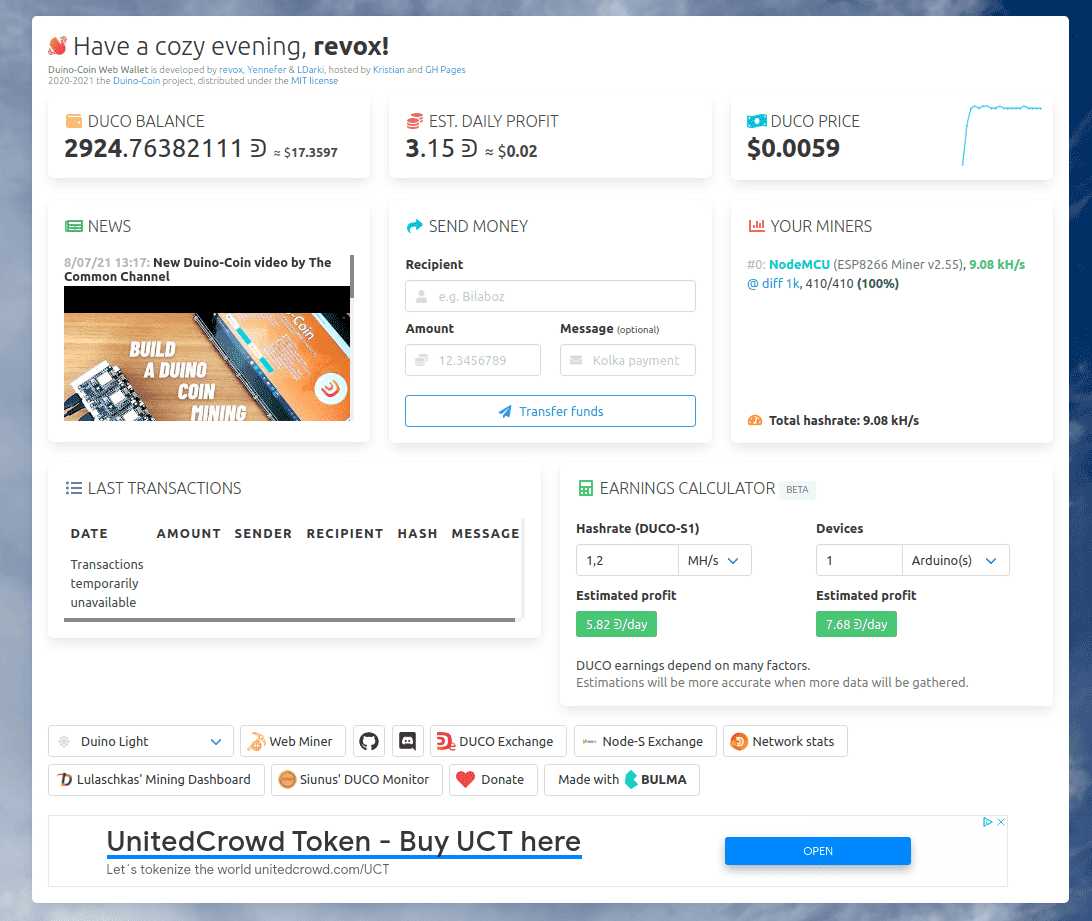 Have a cozy evening, revox!
Duino-Coin Web Wallet is developed by revox, Yennefer & LDarki, hosted by Kristian and GH Pages
2020-2021 the Duino-Coin project, distributed under the MIT license
DUCO BALANCE
2924.76382111 ≈ $17.3597
EST. DAILY PROFIT
3.15 ≈ $0.02
DUCO PRICE
$0.0059
NEWS
8/07/21 13:17: New Duino-Coin video by The
Common Channel
BUILD
A DUINO
COIN
MINING
SEND MONEY
Recipient
e.g. Bilaboz
Amount
Message (optional)
12.3456789
Kolka payment
Transfer funds
YOUR MINERS
#0: NodeMCU (ESP8266 Miner v2.55), 9.08 kH/s
@ diff 1k, 410/410 (100%)
Total hashrate: 9.08 kH/s
LAST TRANSACTIONS
DATE AMOUNT SENDER RECIPIENT HASH MESSAGE
Transactions
temporarily
unavailable
EARNINGS CALCULATOR BETA
Hashrate (DUCO-S1)
Devices
1,2 MH/s
1 Arduino(s)
Estimated profit
Estimated profit
5.82 /day
7.68 /day
DUCO earnings depend on many factors.
Estimations will be more accurate when more data will be gathered.
Duino Light
Web Miner
DUCO Exchange
Node-S Exchange
Network stats
Lulaschkas' Mining Dashboard
Siunus' DUCO Monitor
Donate
Made with BULMA
UnitedCrowd Token - Buy UCT here
Let´s tokenize the world unitedcrowd.com/UCT
OPEN